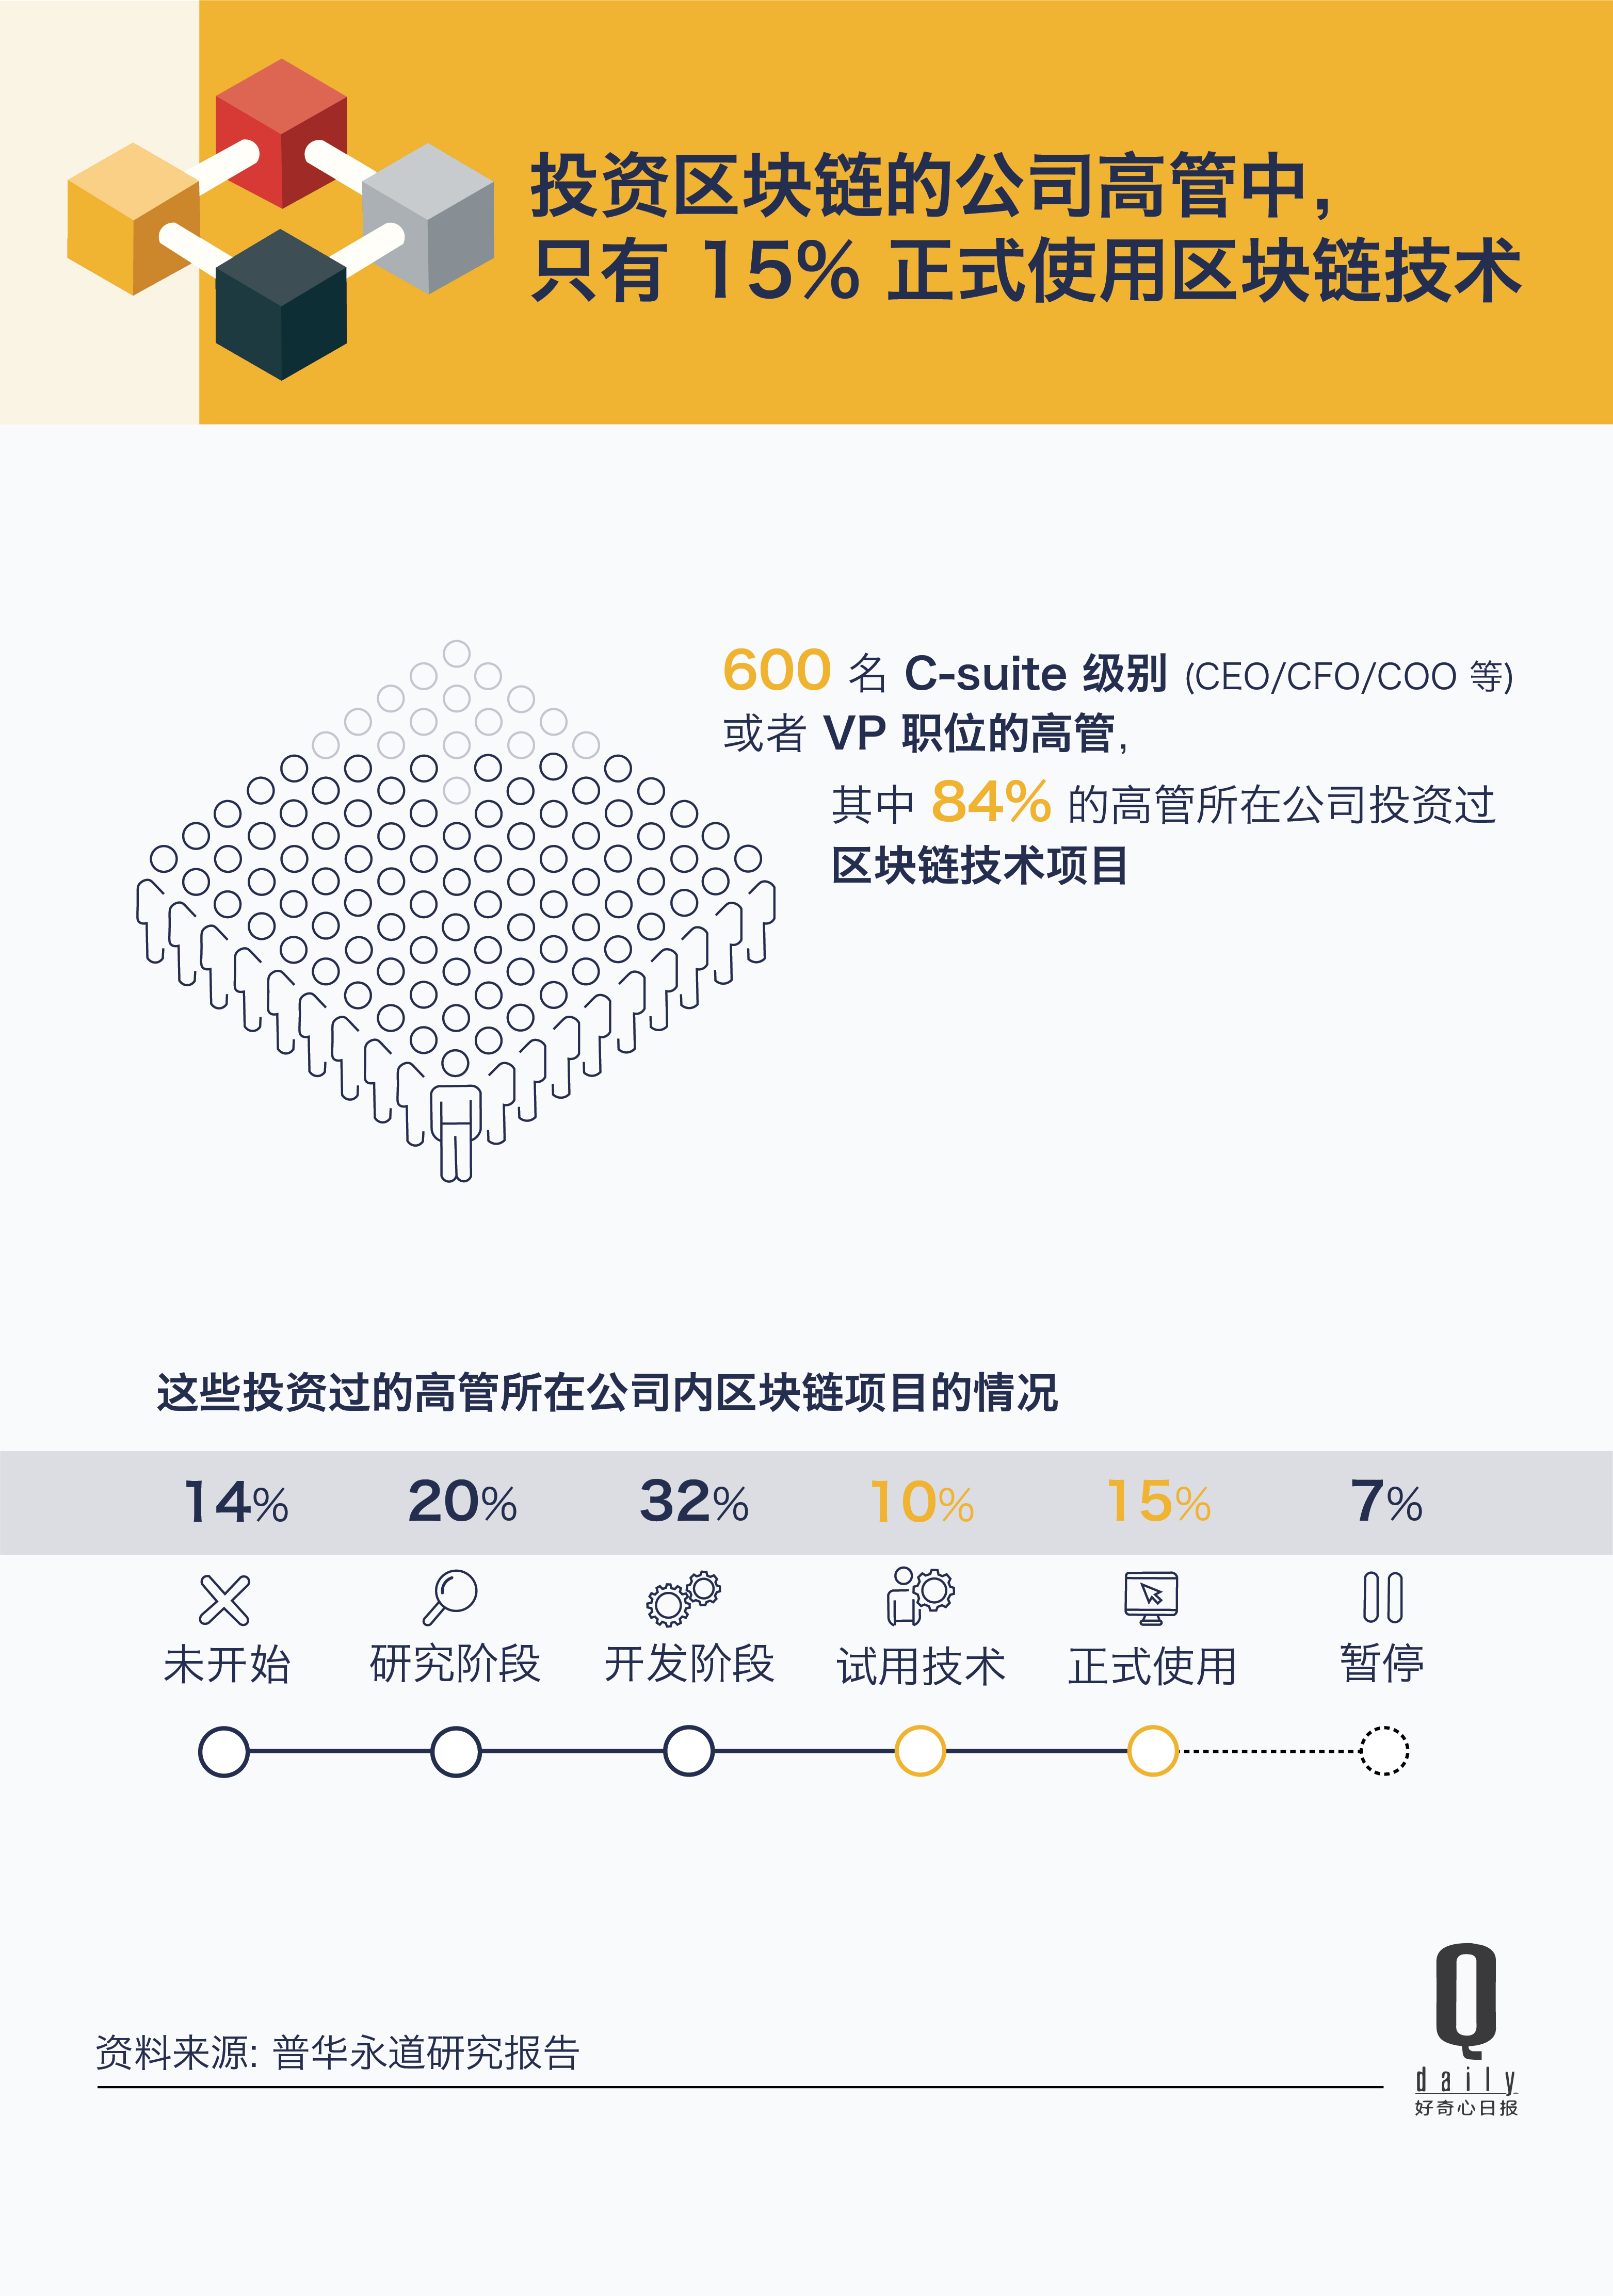 投资区块链的公司高管中,
只有 15% 正式使用区块链技术
600 名 C-suite 级别 (CEO/CFO/COO 等)
或者 VP 职位的高管,
其中 84% 的高管所在公司投资过
区块链技术项目
这些投资过的高管所在公司内区块链项目的情况
14% 20% 32% 10% 15% 7%
未开始 研究阶段 开发阶段 试用技术 正式使用 暂停
资料来源: 普华永道研究报告
Q
daily
好奇心日报